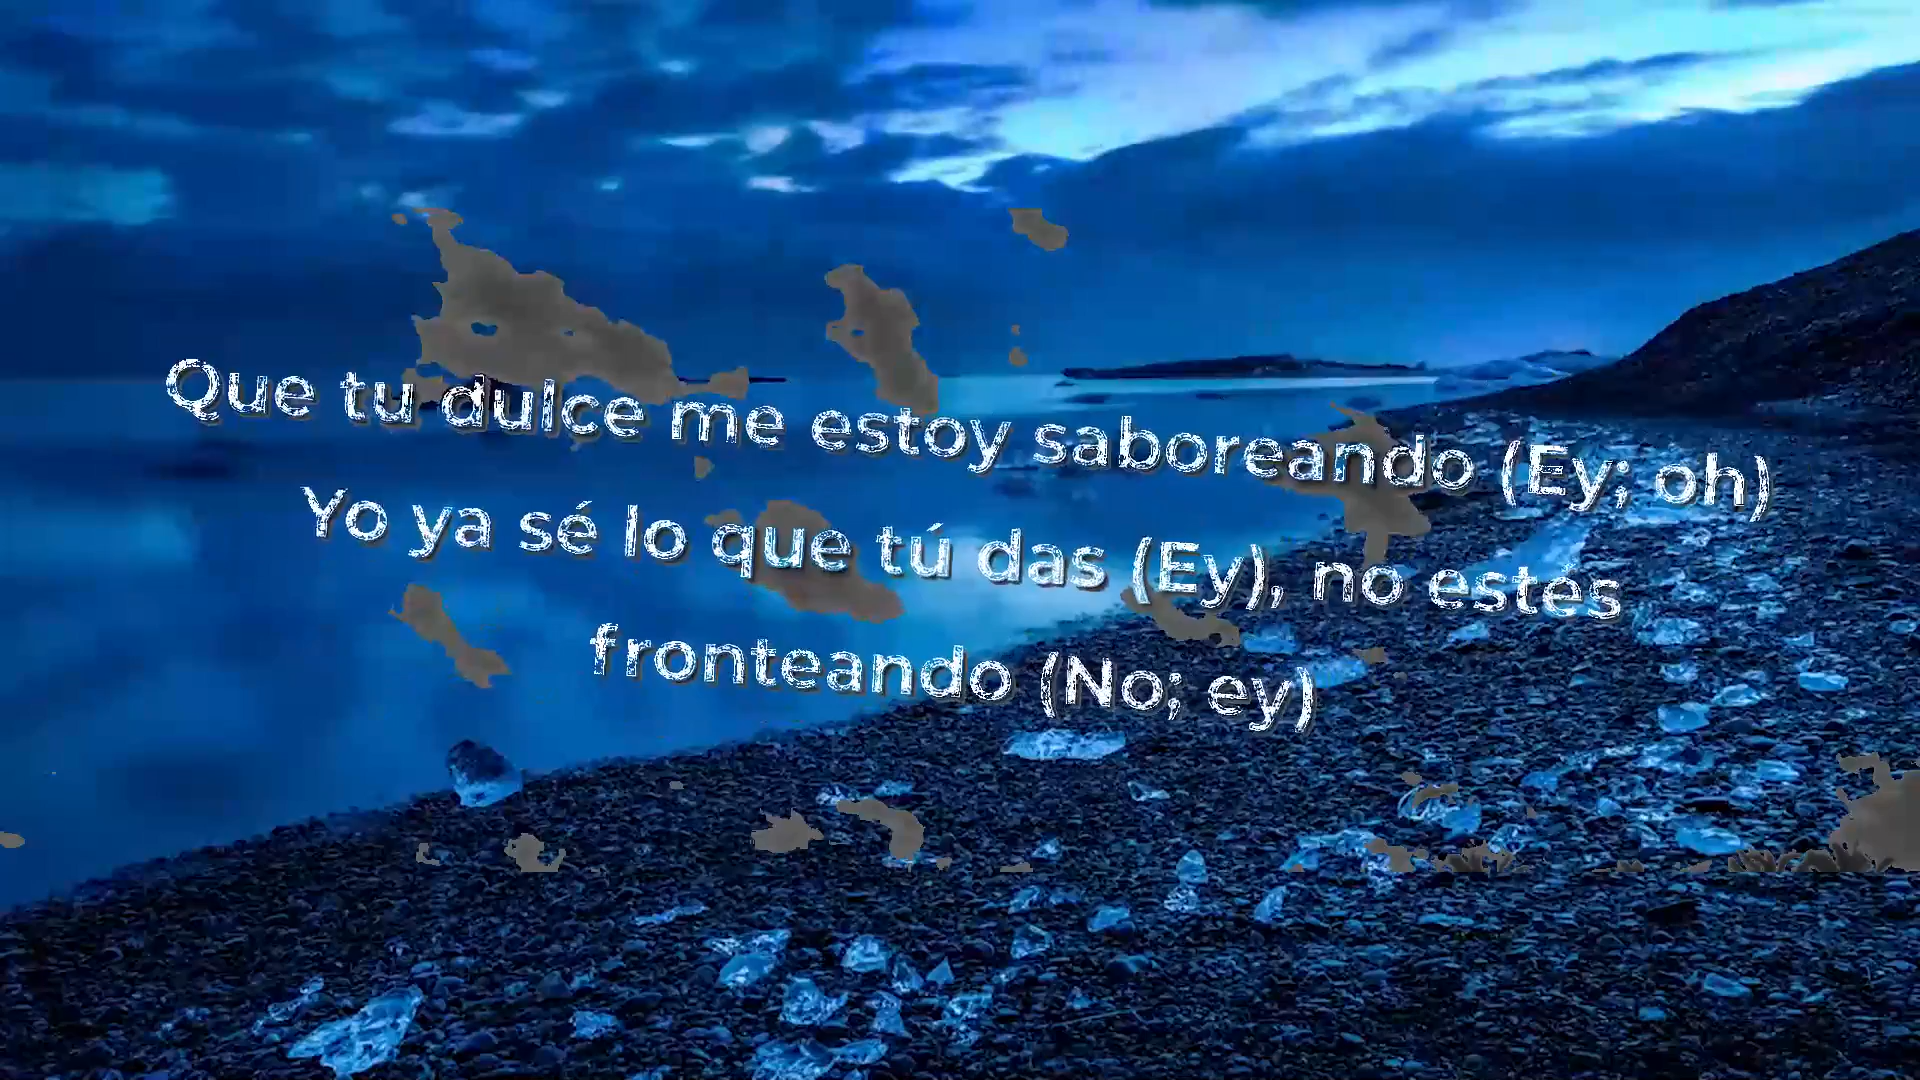 Que tu dulce me estoy saboreando (Ey; oh)
Yo ya sé lo que tú das (Ey), no estés
fronteando (No; ey)